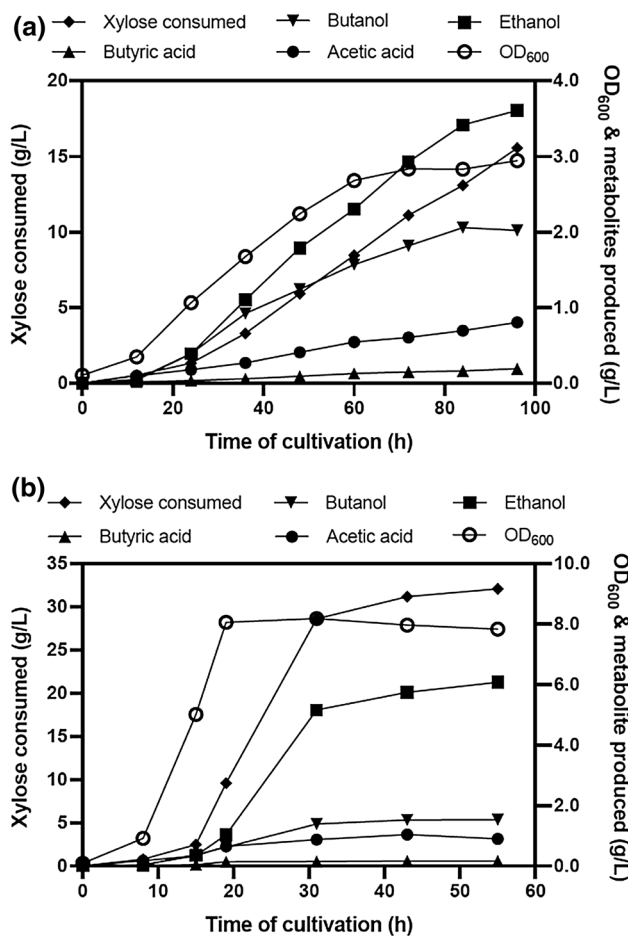 (a)
Xylose consumed Butanol Ethanol
Butyric acid Acetic acid OD600
20 4.0
15 3.0
10 2.0
5 1.0
0 0.0
0 20 40 60 80 100
Xylose consumed (g/L)
OD600 & metabolites produced (g/L)
Time of cultivation (h)
(b)
Xylose consumed Butanol Ethanol
Butyric acid Acetic acid OD600
35 10.0
30
25 8.0
20 6.0
15 4.0
10
5 2.0
0 0.0
0 10 20 30 40 50 60
Xylose consumed (g/L)
OD600 & metabolite produced (g/L)
Time of cultivation (h)